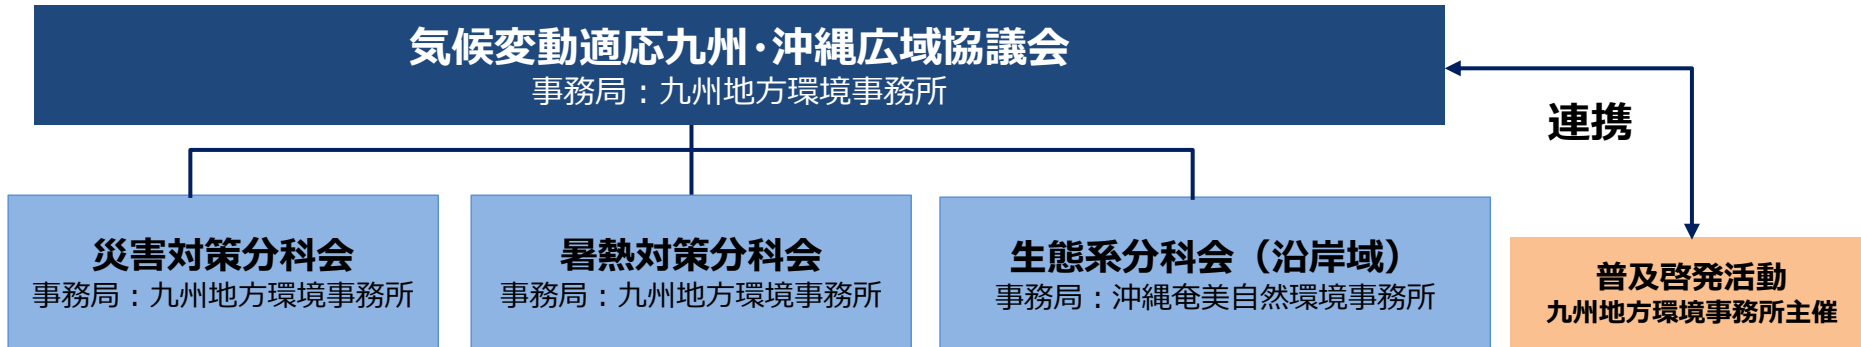 気候変動適応九州・沖縄広域協議会
事務局：九州地方環境事務所
連携
災害対策分科会
事務局：九州地方環境事務所
暑熱対策分科会
事務局：九州地方環境事務所
生態系分科会（沿岸域）
事務局：沖縄奄美自然環境事務所
普及啓発活動
九州地方環境事務所主催